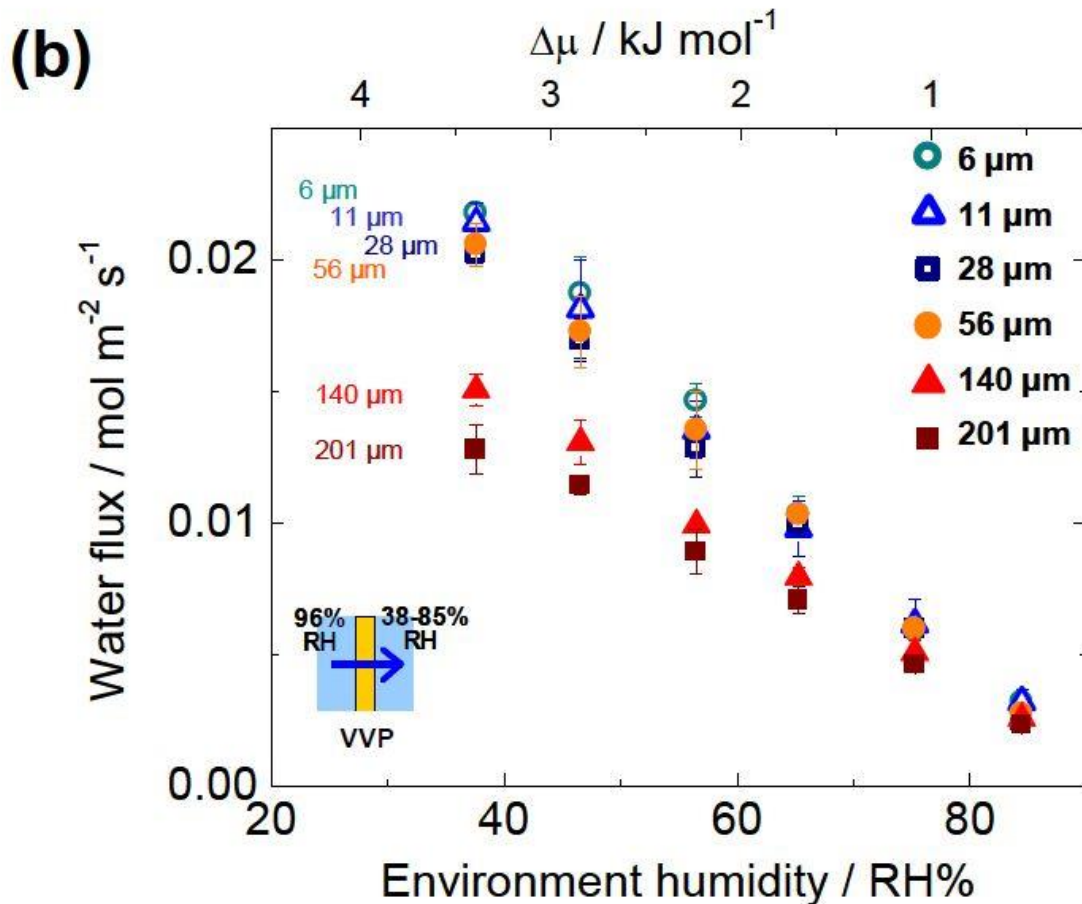 (b)
Δμ / kJ mol⁻¹
4 3 2 1
6 μm
11 μm
28 μm
56 μm
140 μm
201 μm
6 μm
11 μm
28 μm
56 μm
140 μm
201 μm
0.02
0.01
0.00
Water flux / mol m⁻² s⁻¹
96% 38-85%
RH RH
VVP
20 40 60 80
Environment humidity / RH%